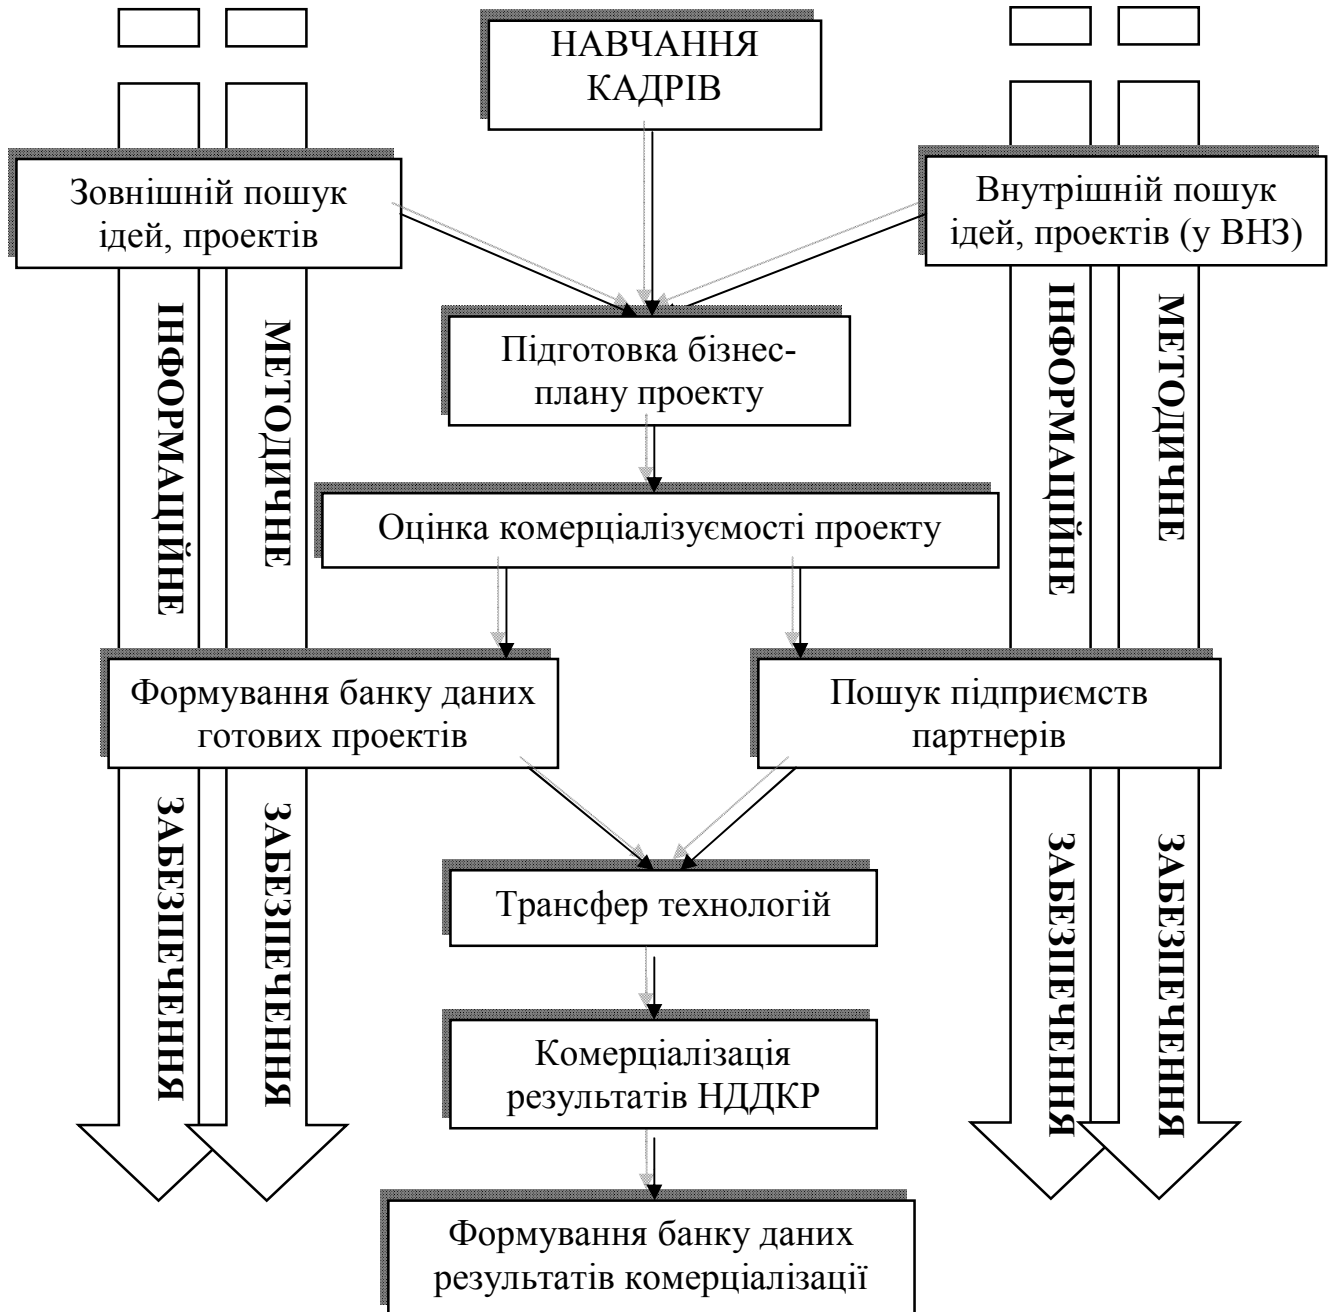 НАВЧАННЯ
КАДРІВ
Зовнішній пошук
ідей, проектів
Внутрішній пошук
ідей, проектів (у ВНЗ)
ІНФОРМАЦІЙНЕ
МЕТОДИЧНЕ
ІНФОРМАЦІЙНЕ
МЕТОДИЧНЕ
Підготовка бізнес-
плану проекту
Оцінка комерціалізуємості проекту
Формування банку даних
готових проектів
Пошук підприємств
партнерів
ЗАБЕЗПЕЧЕННЯ
ЗАБЕЗПЕЧЕННЯ
ЗАБЕЗПЕЧЕННЯ
ЗАБЕЗПЕЧЕННЯ
Трансфер технологій
Комерціалізація
результатів НДДКР
Формування банку даних
результатів комерціалізації